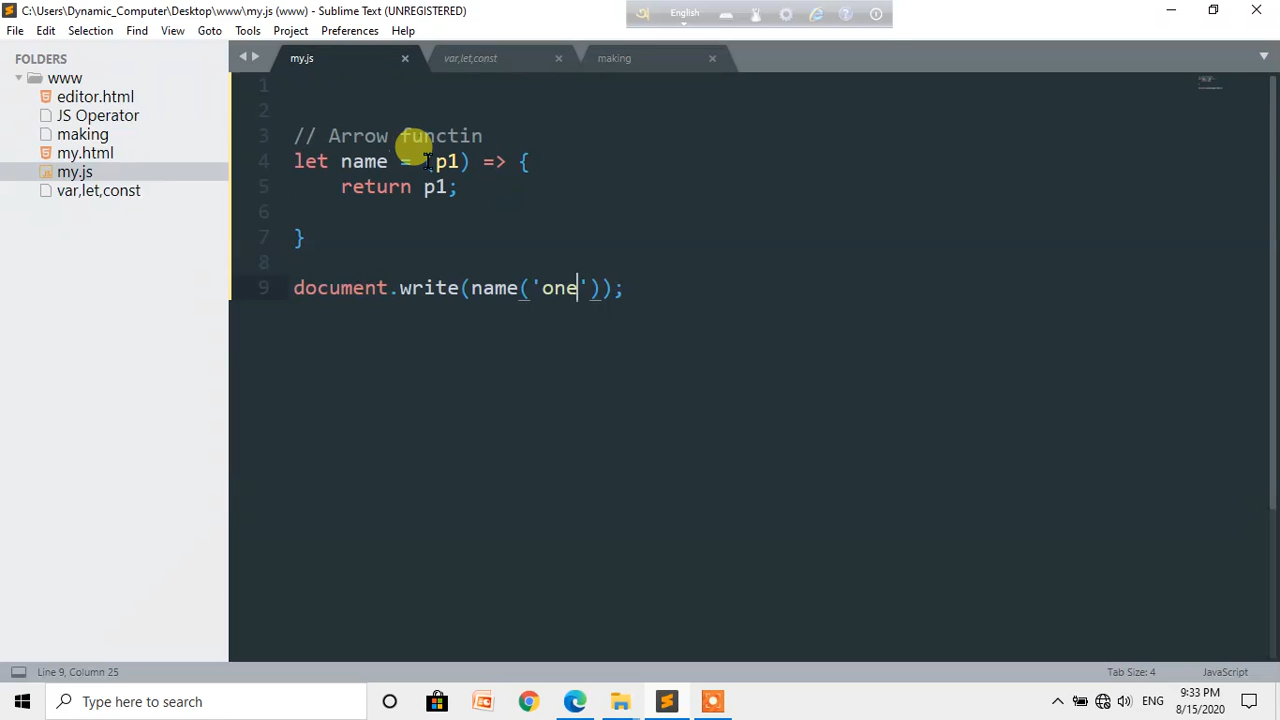 C:\Users\Dynamic_Computer\Desktop\www\my.js (www) - Sublime Text (UNREGISTERED)
অ English
File Edit Selection Find View Goto Tools Project Preferences Help
FOLDERS
www
editor.html
JS Operator
making
my.html
my.js
var,let,const
my.js var,let,const making
1
2
3 // Arrow functin
4 let name = (p1) => {
5 return p1;
6
7 }
8
9 document.write(name('one'));
Line 9, Column 25 Tab Size: 4 JavaScript
Type here to search
ENG
9:33 PM
8/15/2020